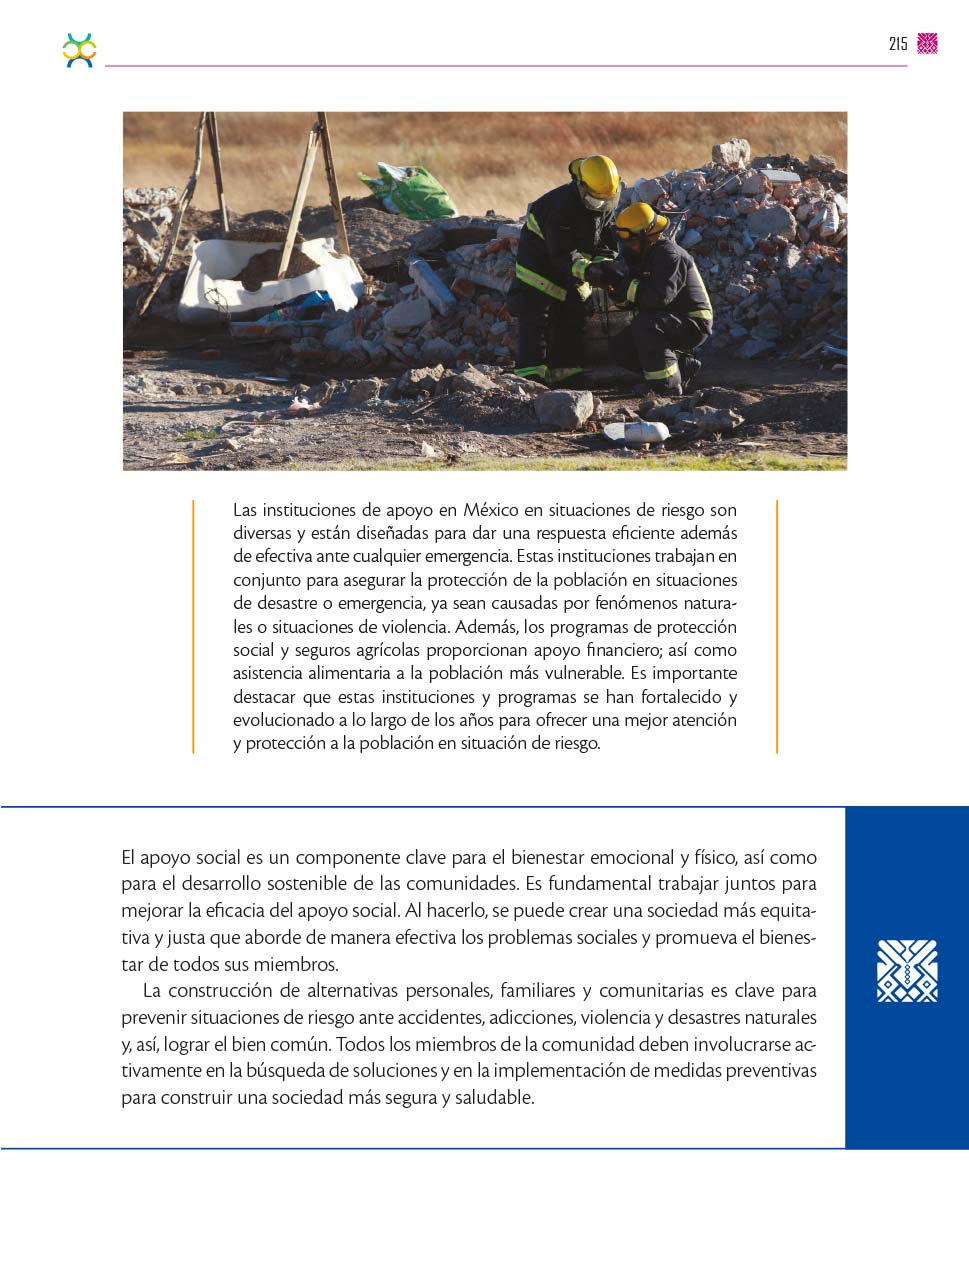 215
Las instituciones de apoyo en México en situaciones de riesgo son
diversas y están diseñadas para dar una respuesta eficiente además
de efectiva ante cualquier emergencia. Estas instituciones trabajan en
conjunto para asegurar la protección de la población en situaciones
de desastre o emergencia, ya sean causadas por fenómenos natura-
les o situaciones de violencia. Además, los programas de protección
social y seguros agrícolas proporcionan apoyo financiero; así como
asistencia alimentaria a la población más vulnerable. Es importante
destacar que estas instituciones y programas se han fortalecido y
evolucionado a lo largo de los años para ofrecer una mejor atención
y protección a la población en situación de riesgo.
El apoyo social es un componente clave para el bienestar emocional y físico, así como
para el desarrollo sostenible de las comunidades. Es fundamental trabajar juntos para
mejorar la eficacia del apoyo social. Al hacerlo, se puede crear una sociedad más equita-
tiva y justa que aborde de manera efectiva los problemas sociales y promueva el bienes-
tar de todos sus miembros.
La construcción de alternativas personales, familiares y comunitarias es clave para
prevenir situaciones de riesgo ante accidentes, adicciones, violencia y desastres naturales
y, así, lograr el bien común. Todos los miembros de la comunidad deben involucrarse ac-
tivamente en la búsqueda de soluciones y en la implementación de medidas preventivas
para construir una sociedad más segura y saludable.